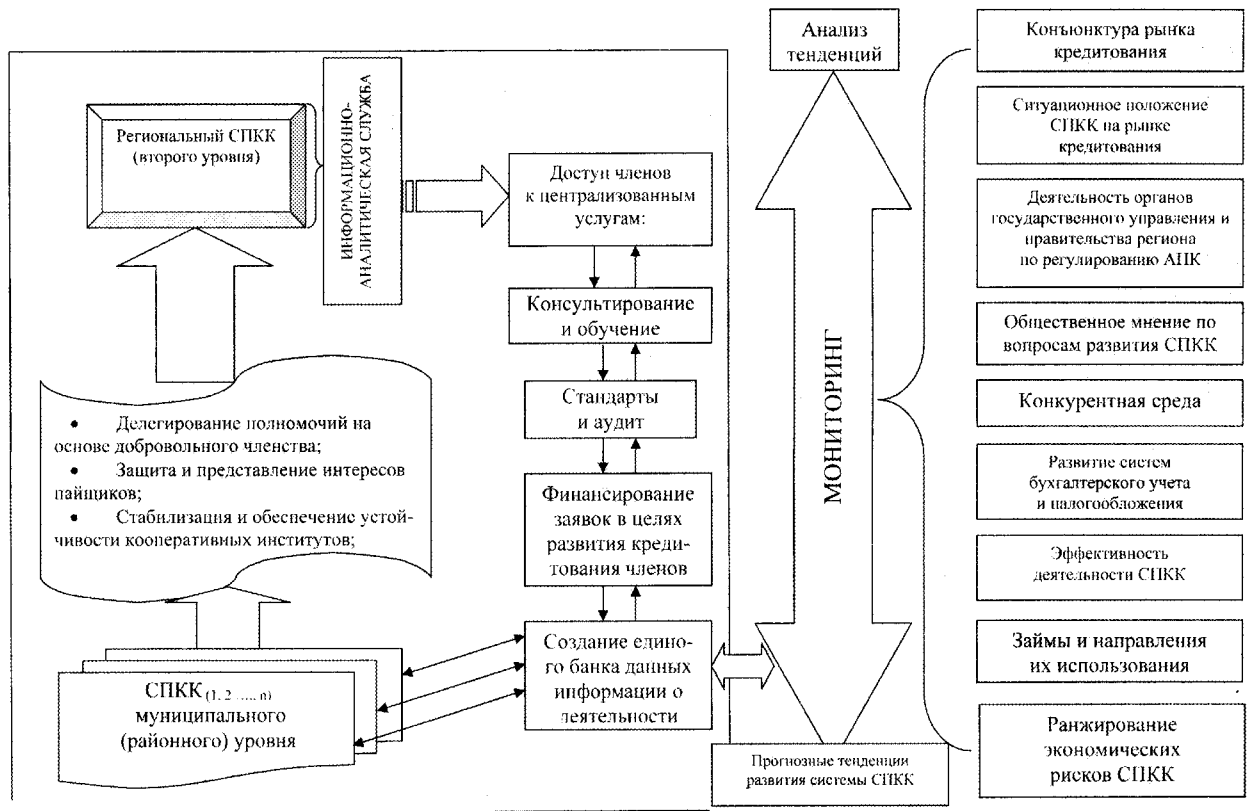 Региональный СПКК
(второго уровня)
ИНФОРМАЦИОННО-
АНАЛИТИЧЕСКАЯ СЛУЖБА
• Делегирование полномочий на
основе добровольного членства;
• Защита и представление интересов
пайщиков;
• Стабилизация и обеспечение устой-
чивости кооперативных институтов;
СПКК (1, 2 ....., n)
муниципального
(районного) уровня
Доступ членов
к централизованным
услугам:
Консультирование
и обучение
Стандарты
и аудит
Финансирование
заявок в целях
развития креди-
тования членов
Создание едино-
го банка данных
информации о
деятельности
Анализ
тенденций
МОНИТОРИНГ
Прогнозные тенденции
развития системы СПКК
Конъюнктура рынка
кредитования
Ситуационное положение
СПКК на рынке
кредитования
Деятельность органов
государственного управления и
правительства региона
по регулированию АПК
Общественное мнение по
вопросам развития СПКК
Конкурентная среда
Развитие систем
бухгалтерского учета
и налогообложения
Эффективность
деятельности СПКК
Займы и направления
их использования
Ранжирование
экономических
рисков СПКК